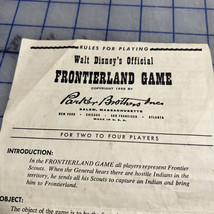 RULES FOR PLAYING
Walt Disney's Official
FRONTIERLAND GAME
COPYRIGHT 1955 BY
Parker Brothers Inc
SALEM, MASSACHUSETTS
NEW YORK • CHICAGO • SAN FRANCISCO • ATLANTA
MADE IN U.S.A.
FOR TWO TO FOUR PLAYERS
INTRODUCTION:
In the FRONTIERLAND GAME all players represent Frontier
Scouts. When the General hears there are hostile Indians in the
territory, he sends all his Scouts to capture an Indian and bring
him to Frontierland.
OBJECT:
The object of the game is to be the